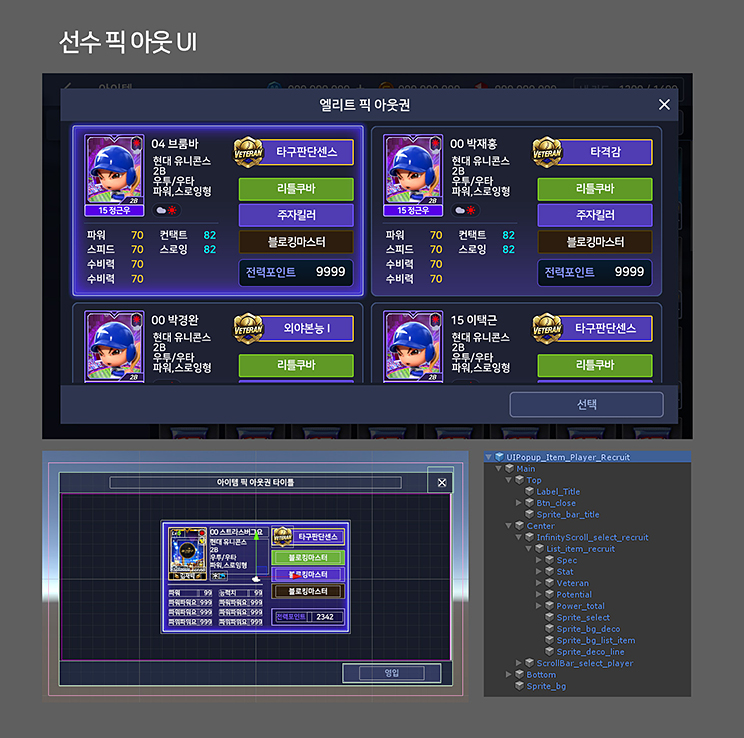 선수 픽 아웃 UI
아이템
엘리트 픽 아웃권
04 브룸바
현대 유니콘스
2B
우투/우타
파워,스로잉형
2B
15 정근우
파워 70 컨택트 82
스피드 70 스로잉 82
수비력 70
수비력 70
VETERAN 타구판단센스
리틀쿠바
주자킬러
블로킹마스터
전력포인트 9999
00 박재홍
현대 유니콘스
2B
우투/우타
파워,스로잉형
2B
15 정근우
파워 70 컨택트 82
스피드 70 스로잉 82
수비력 70
수비력 70
VETERAN 타격감
리틀쿠바
주자킬러
블로킹마스터
전력포인트 9999
00 박경완
현대 유니콘스
2B
우투/우타
파워,스로잉형
2B
VETERAN 외야본능 I
리틀쿠바
15 이택근
현대 유니콘스
2B
우투/우타
파워,스로잉형
2B
VETERAN 타구판단센스
리틀쿠바
선택
아이템 픽 아웃권 타이틀
00 스트라스버그요
현대 유니콘스
2B
우투/우타
파워,스로잉형
파워 99 능력치 99
파워파워요 999 파워파워요 999
파워파워요 999 파워파워요 999
파워파워요 999 파워파워요 999
VETERAN 타구판단센스
블로킹마스터
블로킹마스터
블로킹마스터
전력포인트 2342
영입
UIPopup_Item_Player_Recruit
Main
Top
Label_Title
Btn_close
Sprite_bar_title
Center
InfinityScroll_select_recruit
List_item_recruit
Spec
Stat
Veteran
Potential
Power_total
Sprite_select
Sprite_bg_deco
Sprite_bg_list_item
Sprite_deco_line
ScrollBar_select_player
Bottom
Sprite_bg